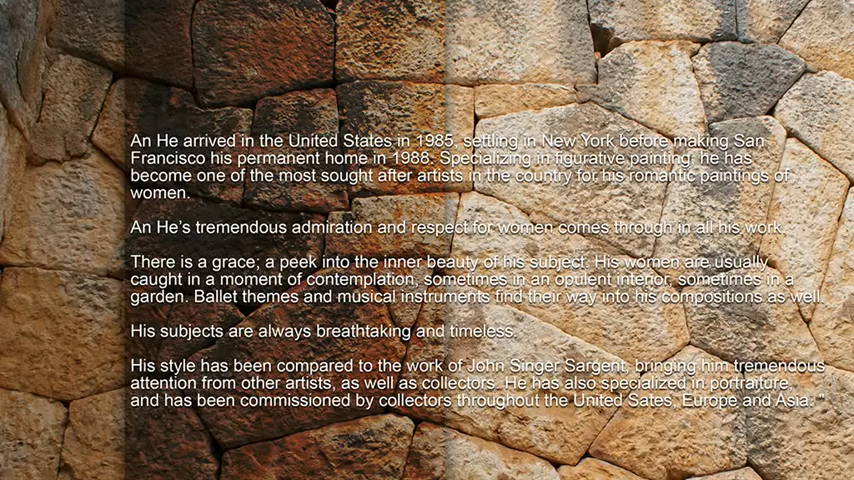 An He arrived in the United States in 1985, settling in New York before making San
Francisco his permanent home in 1988. Specializing in figurative painting, he has
become one of the most sought after artists in the country for his romantic paintings of
women.
An He's tremendous admiration and respect for women comes through in all his work.
There is a grace; a peek into the inner beauty of his subject. His women are usually
caught in a moment of contemplation, sometimes in an opulent interior, sometimes in a
garden. Ballet themes and musical instruments find their way into his compositions as well.
His subjects are always breathtaking and timeless.
His style has been compared to the work of John Singer Sargent, bringing him tremendous
attention from other artists, as well as collectors. He has also specialized in portraiture,
and has been commissioned by collectors throughout the United Sates, Europe and Asia. "